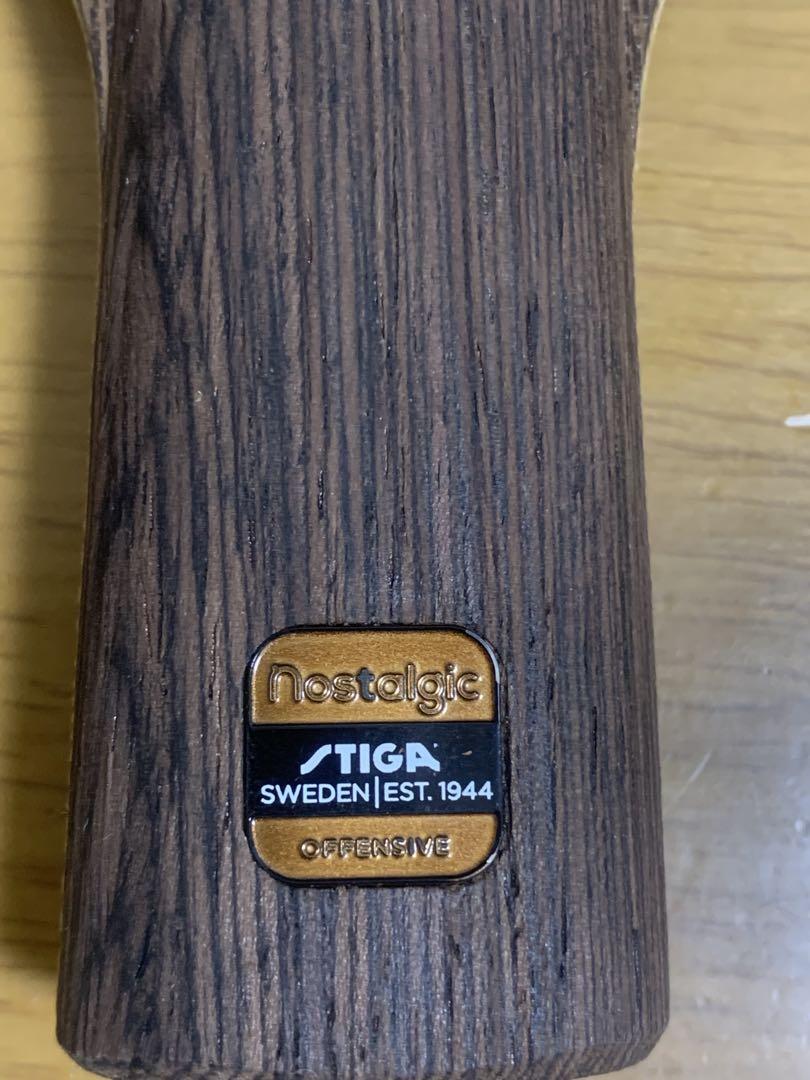 nostalgic
STIGA
SWEDEN|EST. 1944
OFFENSIVE